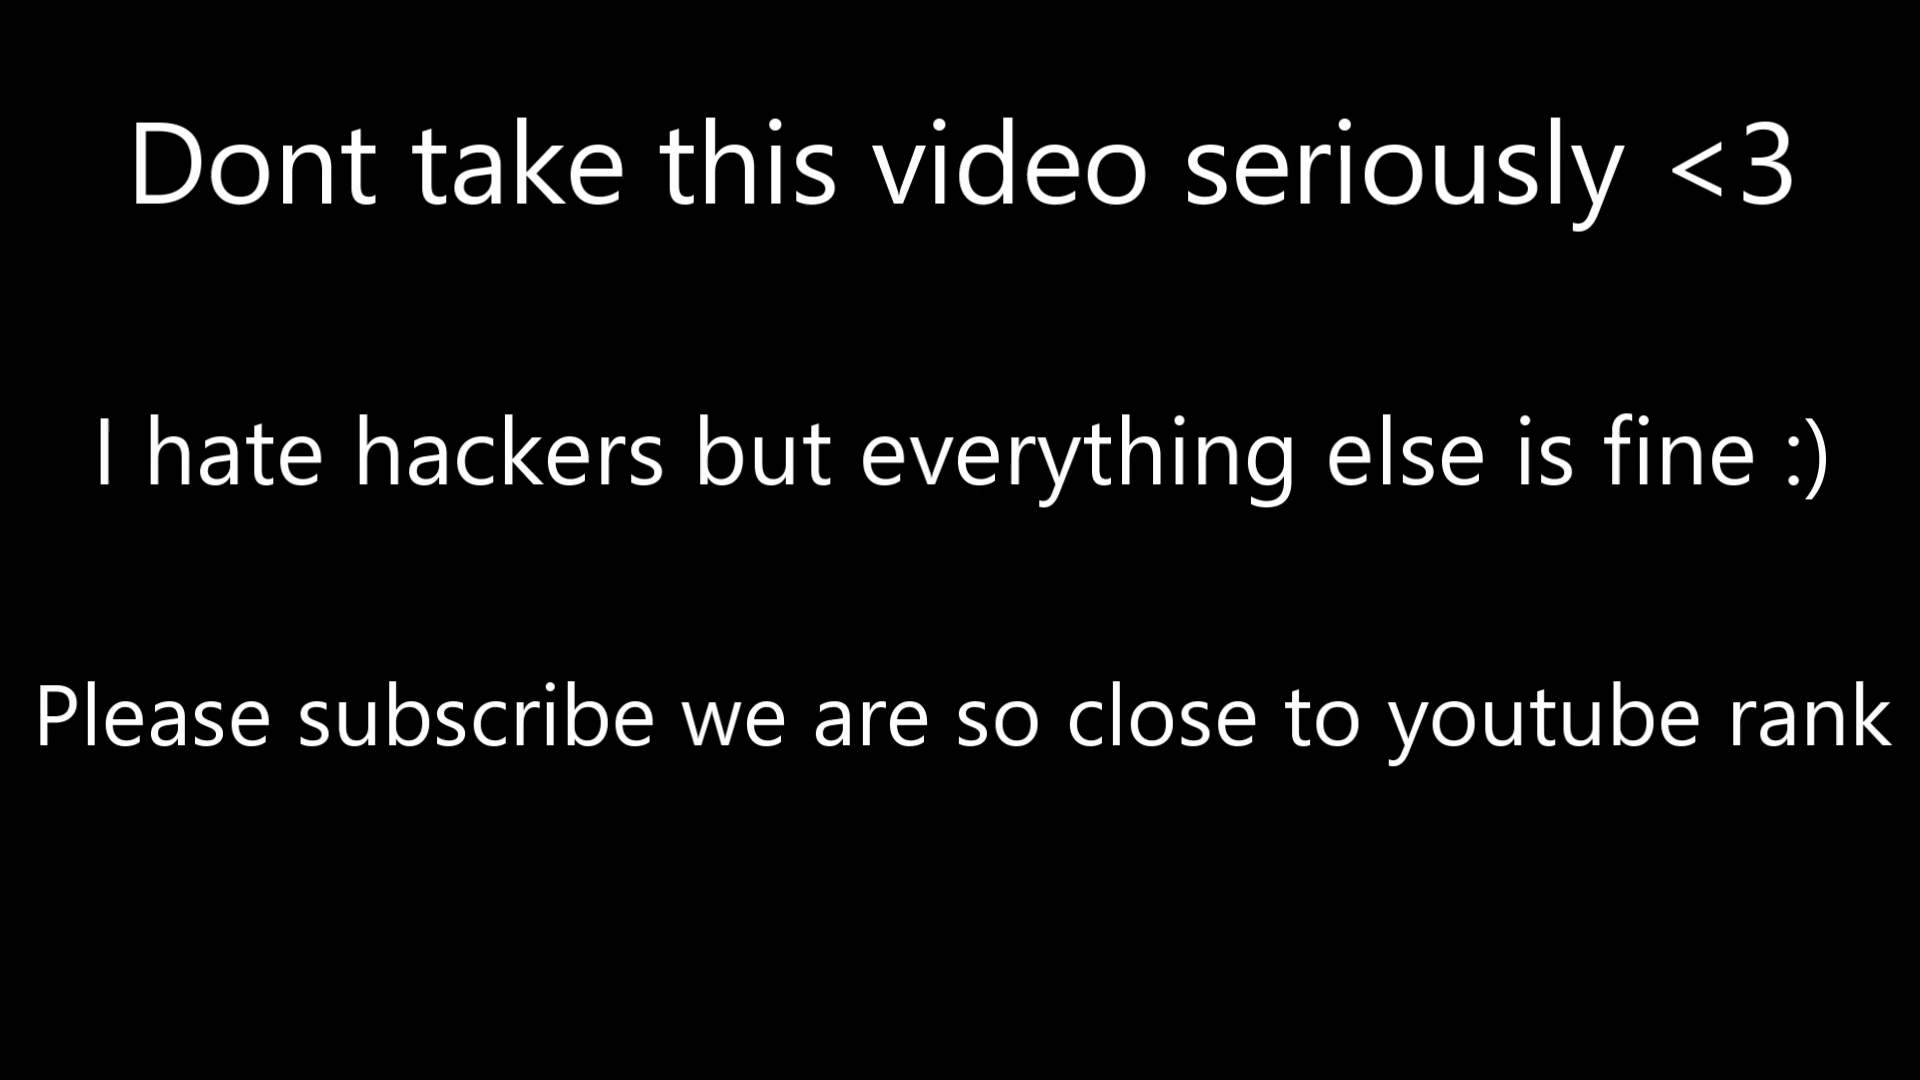 Dont take this video seriously <3
I hate hackers but everything else is fine :)
Please subscribe we are so close to youtube rank